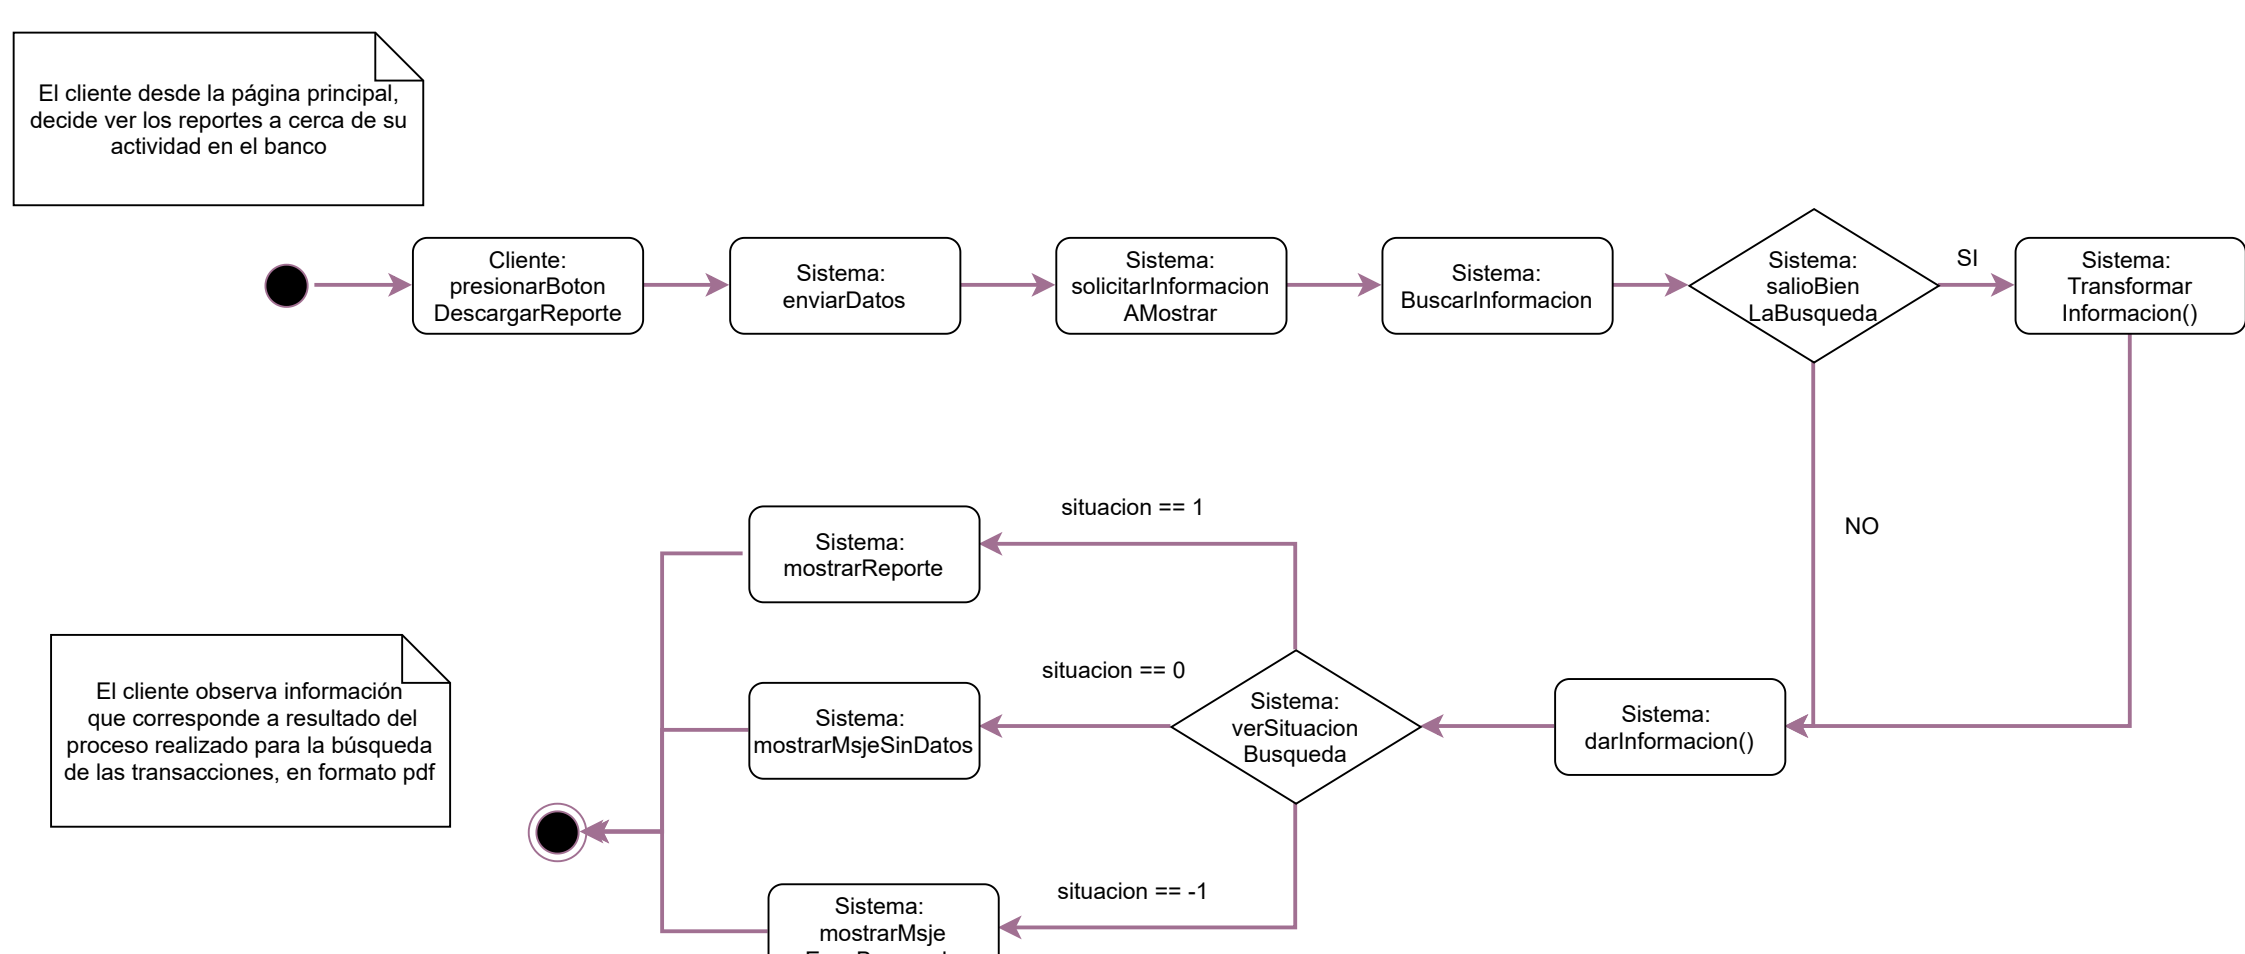 El cliente desde la página principal,
decide ver los reportes a cerca de su
actividad en el banco
Cliente:
presionarBoton
DescargarReporte
Sistema:
enviarDatos
Sistema:
solicitarInformacion
AMostrar
Sistema:
BuscarInformacion
Sistema:
salioBien
LaBusqueda
SI
Sistema:
Transformar
Informacion()
NO
situacion == 1
Sistema:
mostrarReporte
situacion == 0
Sistema:
mostrarMsjeSinDatos
Sistema:
verSituacion
Busqueda
Sistema:
darInformacion()
El cliente observa información
que corresponde a resultado del
proceso realizado para la búsqueda
de las transacciones, en formato pdf
situacion == -1
Sistema:
mostrarMsje